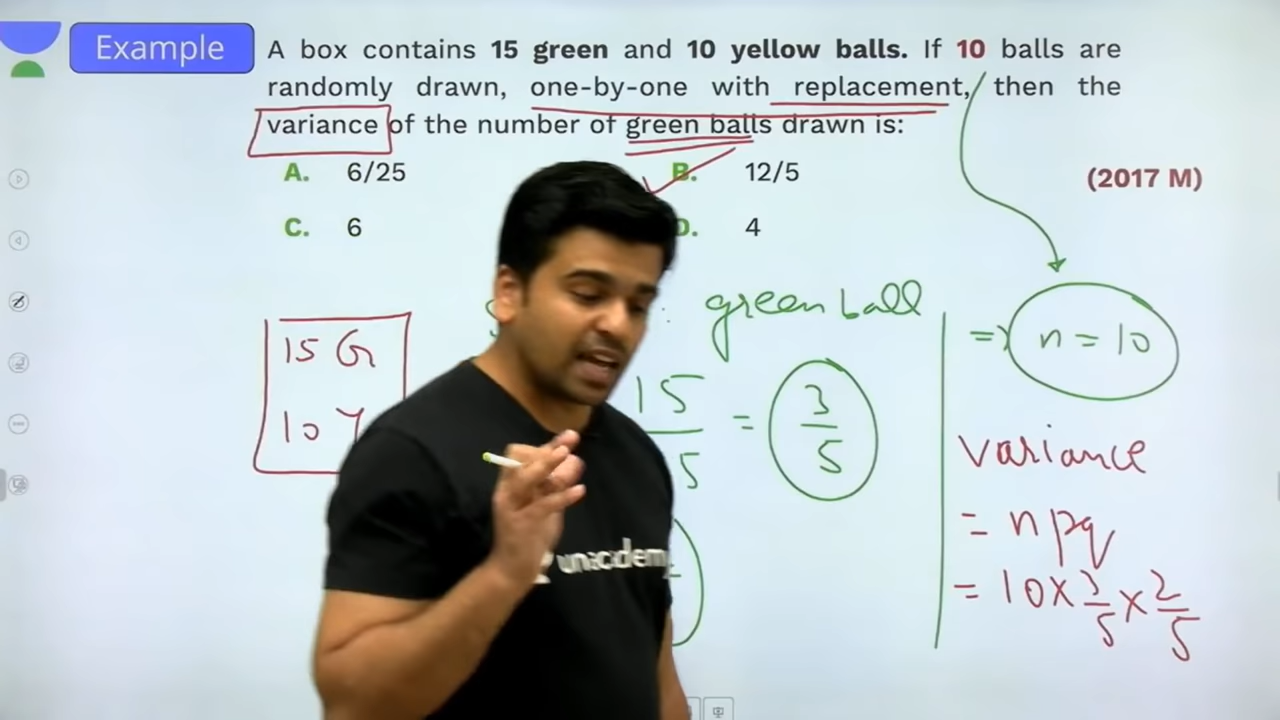 Example
A box contains 15 green and 10 yellow balls. If 10 balls are
randomly drawn, one-by-one with replacement, then the
variance of the number of green balls drawn is:
A. 6/25
B. 12/5
(2017 M)
C. 6
D. 4
: green ball
15 G
10 Y
15
5
= 3/5
=> n = 10
variance
= npq
= 10 × 3/5 × 2/5
unacademy